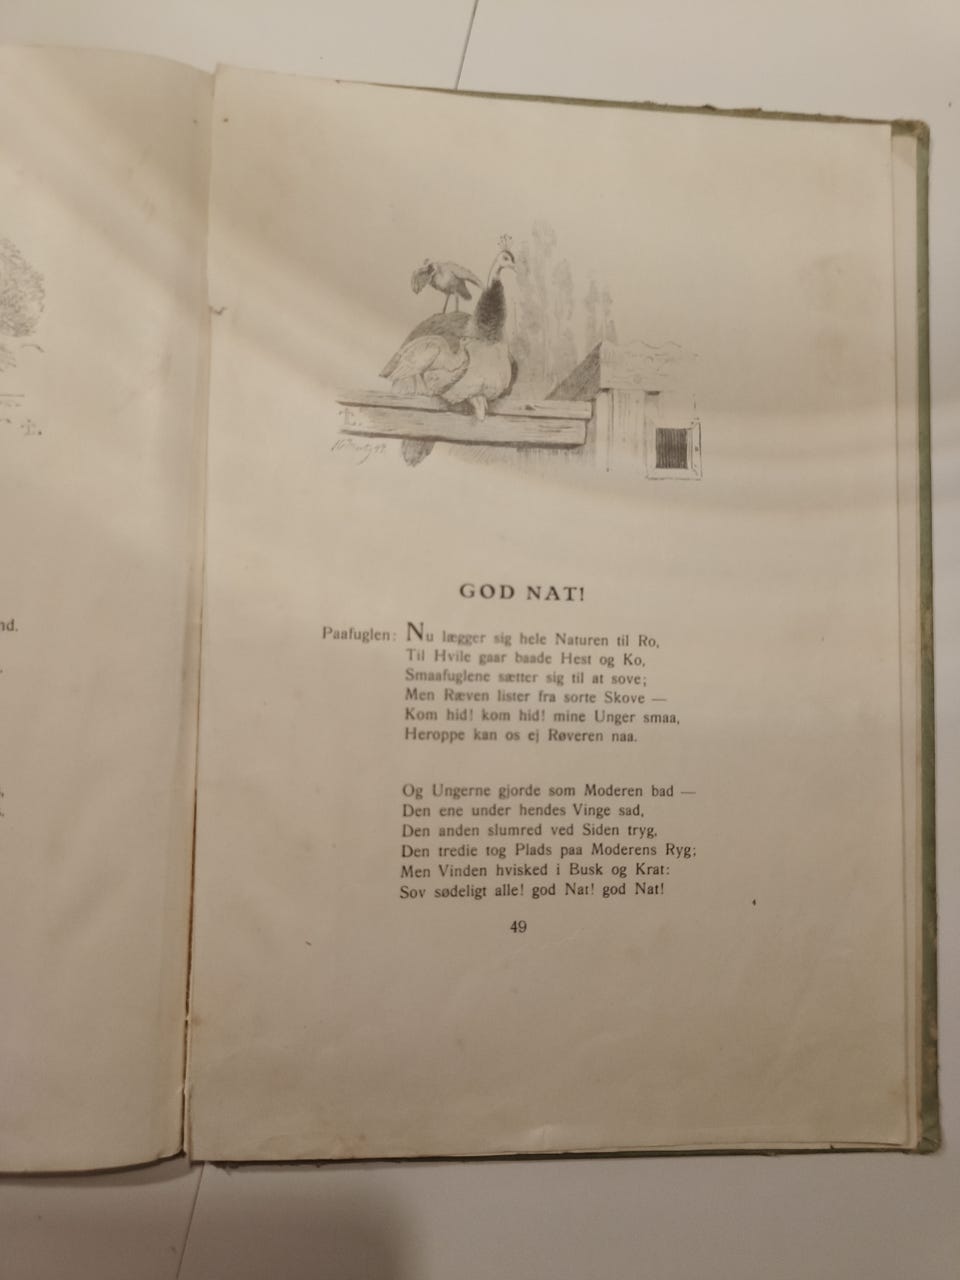 nd.
GOD NAT!
Paafuglen: Nu lægger sig hele Naturen til Ro,
Til Hvile gaar baade Hest og Ko,
Smaafuglene sætter sig til at sove;
Men Ræven lister fra sorte Skove —
Kom hid! kom hid! mine Unger smaa,
Heroppe kan os ej Røveren naa.
Og Ungerne gjorde som Moderen bad —
Den ene under hendes Vinge sad,
Den anden slumred ved Siden tryg,
Den tredie tog Plads paa Moderens Ryg;
Men Vinden hvisked i Busk og Krat:
Sov sødeligt alle! god Nat! god Nat!
49